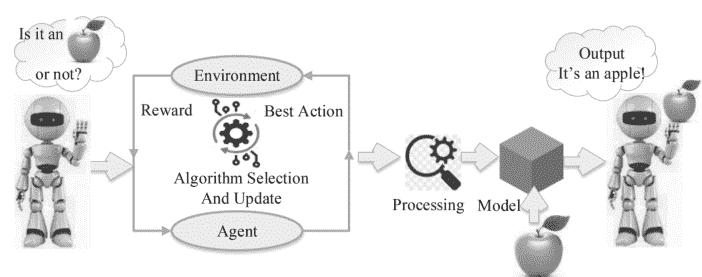 Is it an
or not?
Environment
Reward
Best Action
Algorithm Selection
And Update
Agent
Processing
Model
Output
It's an apple!